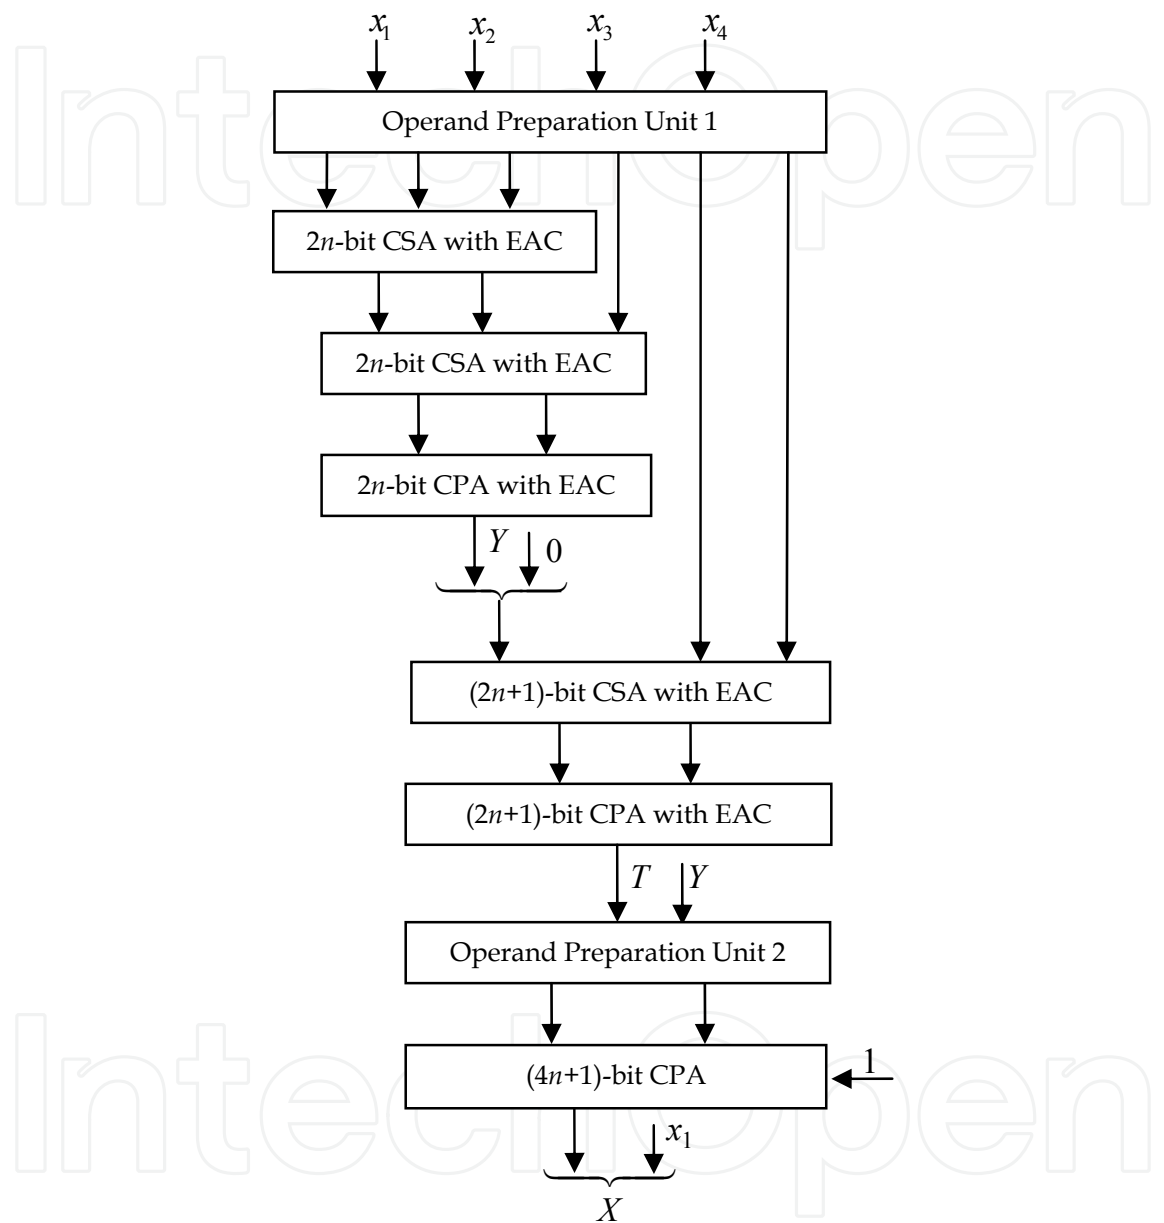 x1 x2 x3 x4
Operand Preparation Unit 1
2n-bit CSA with EAC
2n-bit CSA with EAC
2n-bit CPA with EAC
Y 0
(2n+1)-bit CSA with EAC
(2n+1)-bit CPA with EAC
T Y
Operand Preparation Unit 2
(4n+1)-bit CPA
1
x1
X
IntechOpen
IntechOpen